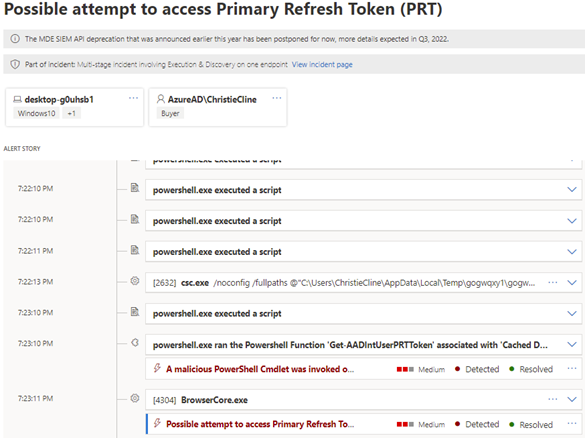 Possible attempt to access Primary Refresh Token (PRT)
The MDE SIEM API deprecation that was announced earlier this year has been postponed for now, more details expected in Q3, 2022.
Part of incident: Multi-stage incident involving Execution & Discovery on one endpoint View incident page
desktop-g0uhsb1 ...
Windows10 +1
AzureAD\ChristieCline ...
Buyer
ALERT STORY
powershell.exe executed a script
7:22:10 PM powershell.exe executed a script
7:22:10 PM powershell.exe executed a script
7:22:11 PM powershell.exe executed a script
7:22:13 PM [2632] csc.exe /noconfig /fullpaths @"C:\Users\ChristieCline\AppData\Local\Temp\gogwqxy1\gogw... ...
7:23:10 PM powershell.exe executed a script
7:23:10 PM powershell.exe ran the Powershell Function 'Get-AADIntUserPRTToken' associated with 'Cached D...
A malicious PowerShell Cmdlet was invoked o... Medium Detected Resolved ...
7:23:11 PM [4304] BrowserCore.exe ...
Possible attempt to access Primary Refresh To... Medium Detected Resolved ...